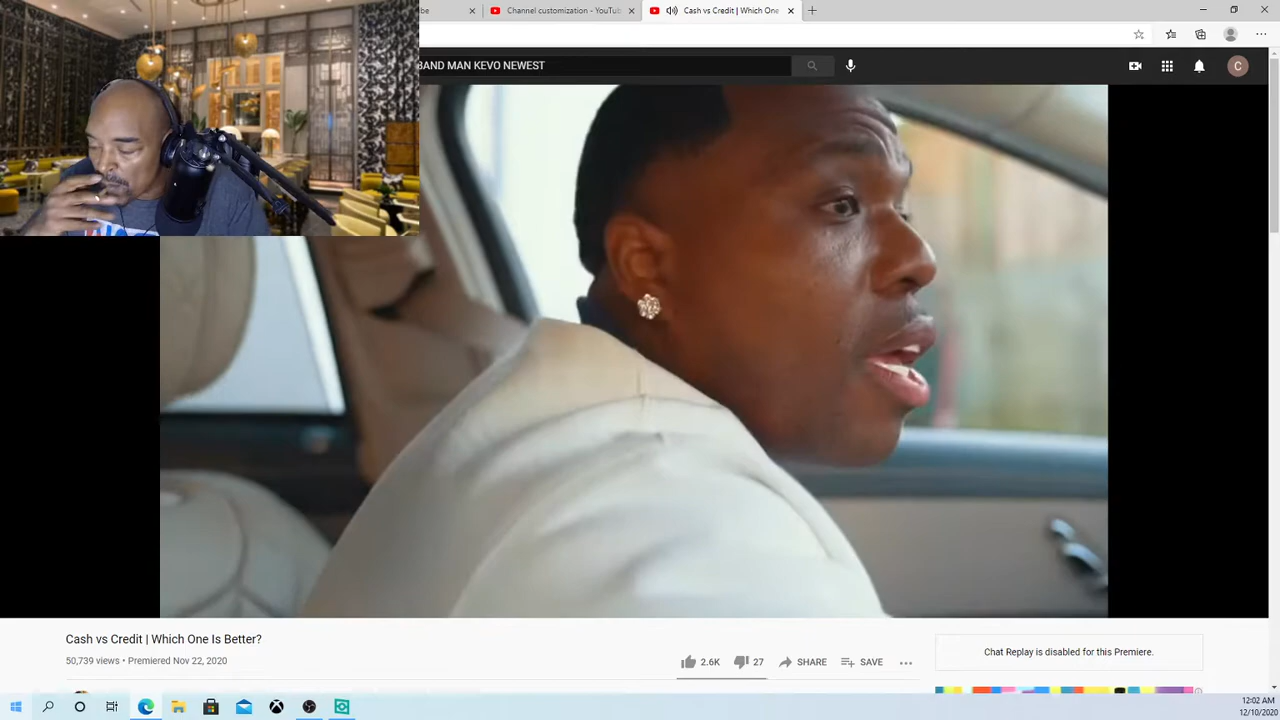 be
Channel customization - YouTub
Cash vs Credit | Which One
BAND MAN KEVO NEWEST
C
Cash vs Credit | Which One Is Better?
50,739 views • Premiered Nov 22, 2020
2.6K
27
SHARE
SAVE
Chat Replay is disabled for this Premiere.
12:02 AM
12/10/2020